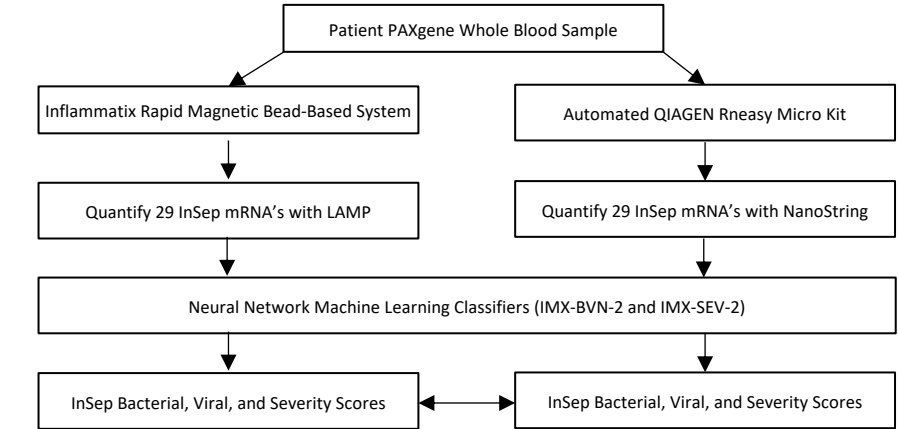 Patient PAXgene Whole Blood Sample
Inflammatix Rapid Magnetic Bead-Based System
Automated QIAGEN Rneasy Micro Kit
Quantify 29 InSep mRNA's with LAMP
Quantify 29 InSep mRNA's with NanoString
Neural Network Machine Learning Classifiers (IMX-BVN-2 and IMX-SEV-2)
InSep Bacterial, Viral, and Severity Scores
InSep Bacterial, Viral, and Severity Scores